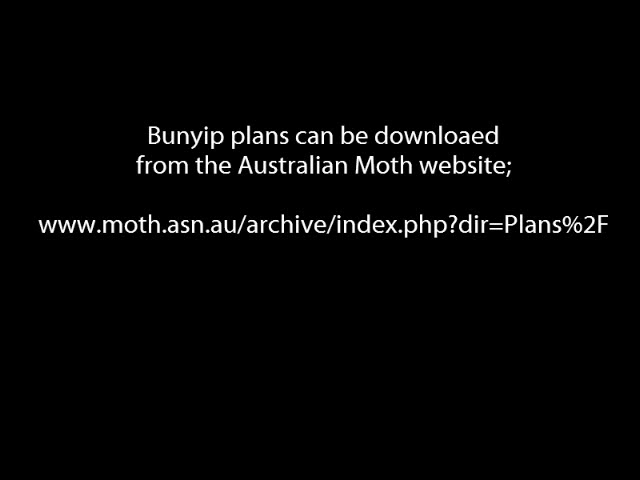 Bunyip plans can be downloaed
from the Australian Moth website;
www.moth.asn.au/archive/index.php?dir=Plans%2F